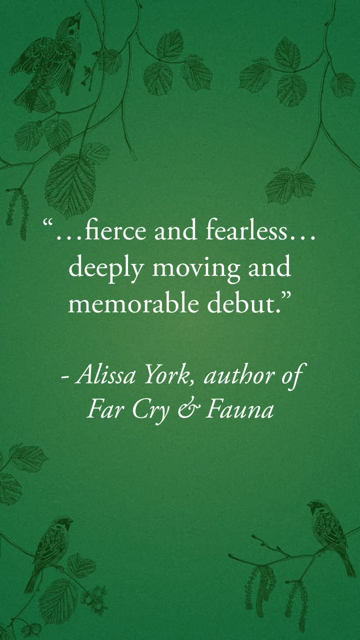 “…fierce and fearless…
deeply moving and
memorable debut.”
- Alissa York, author of
Far Cry & Fauna